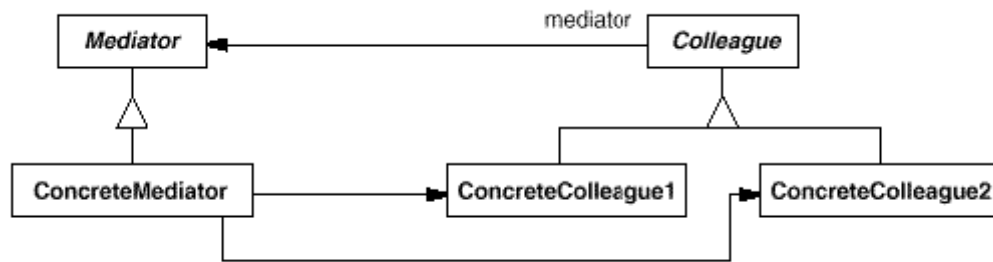 mediator
Mediator
Colleague
ConcreteMediator
ConcreteColleague1
ConcreteColleague2